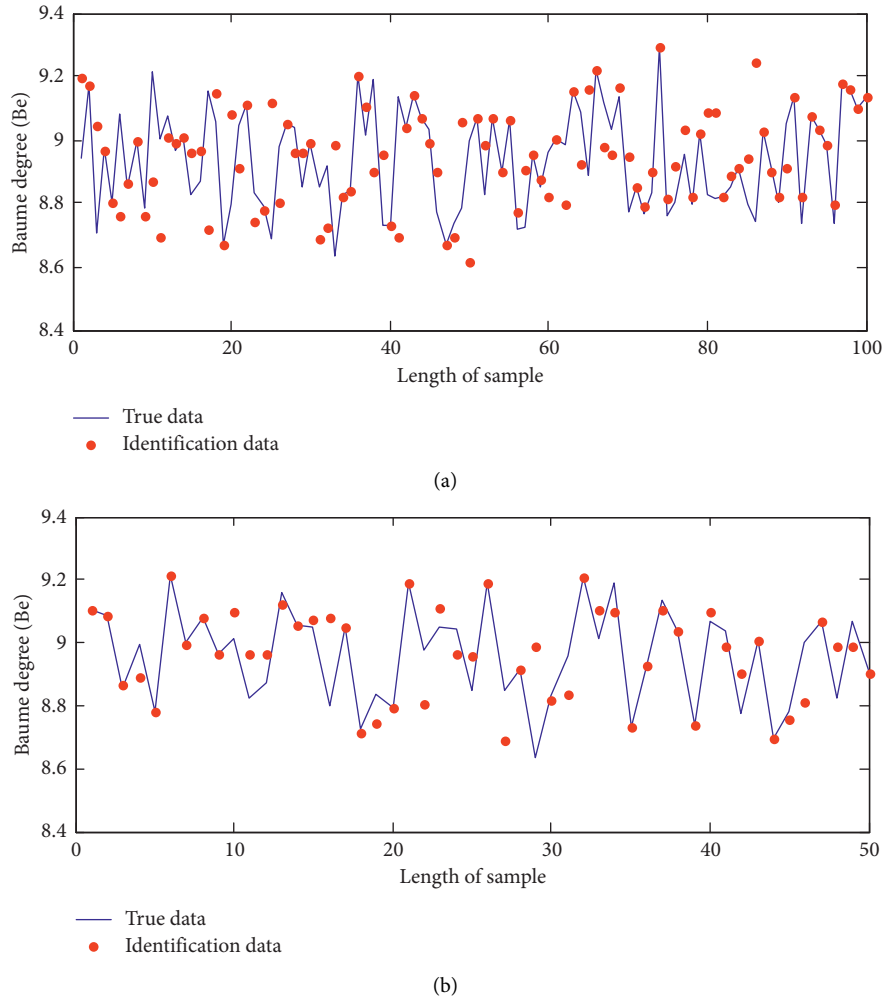 9.4
9.2
9
8.8
8.6
8.4
Baume degree (Be)
0
20
40
60
80
100
Length of sample
True data
Identification data
(a)
9.4
9.2
9
8.8
8.6
8.4
Baume degree (Be)
0
10
20
30
40
50
Length of sample
True data
Identification data
(b)